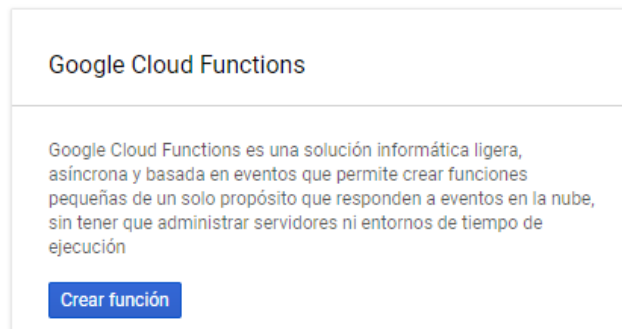 Google Cloud Functions
Google Cloud Functions es una solución informática ligera,
asíncrona y basada en eventos que permite crear funciones
pequeñas de un solo propósito que responden a eventos en la nube,
sin tener que administrar servidores ni entornos de tiempo de
ejecución
Crear función